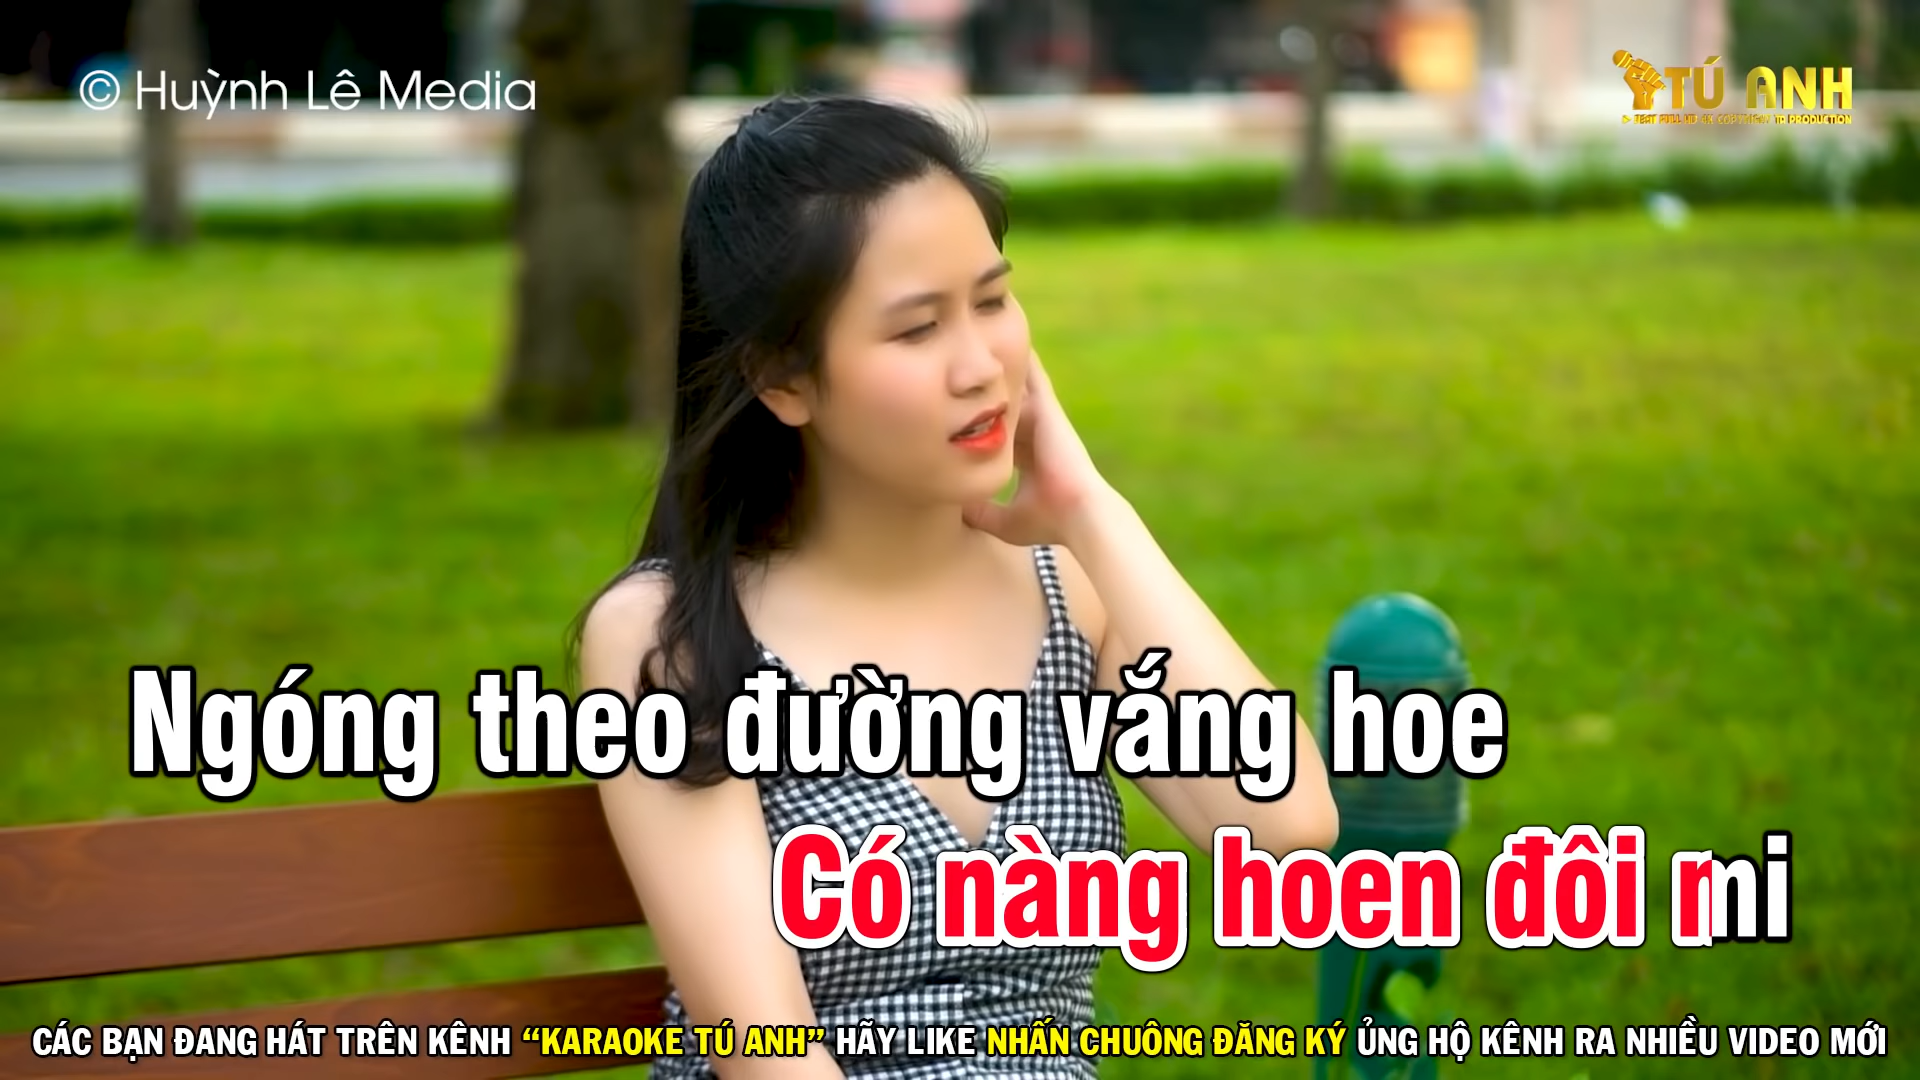 © Huỳnh Lê Media
TÚ ANH
Ngóng theo đường vắng hoe
Có nàng hoen đôi mi
CÁC BẠN ĐANG HÁT TRÊN KÊNH “KARAOKE TÚ ANH” HÃY LIKE NHẤN CHUÔNG ĐĂNG KÝ ỦNG HỘ KÊNH RA NHIỀU VIDEO MỚI